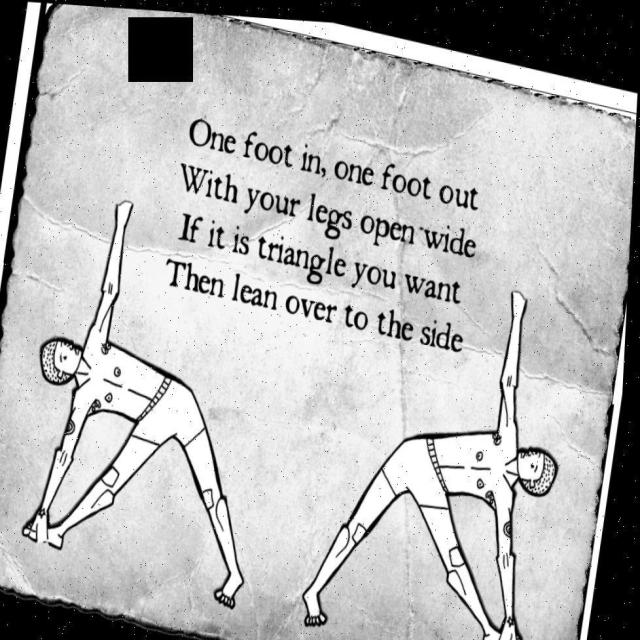 One foot in, one foot out
With your legs open wide
If it is triangle you want
Then lean over to the side